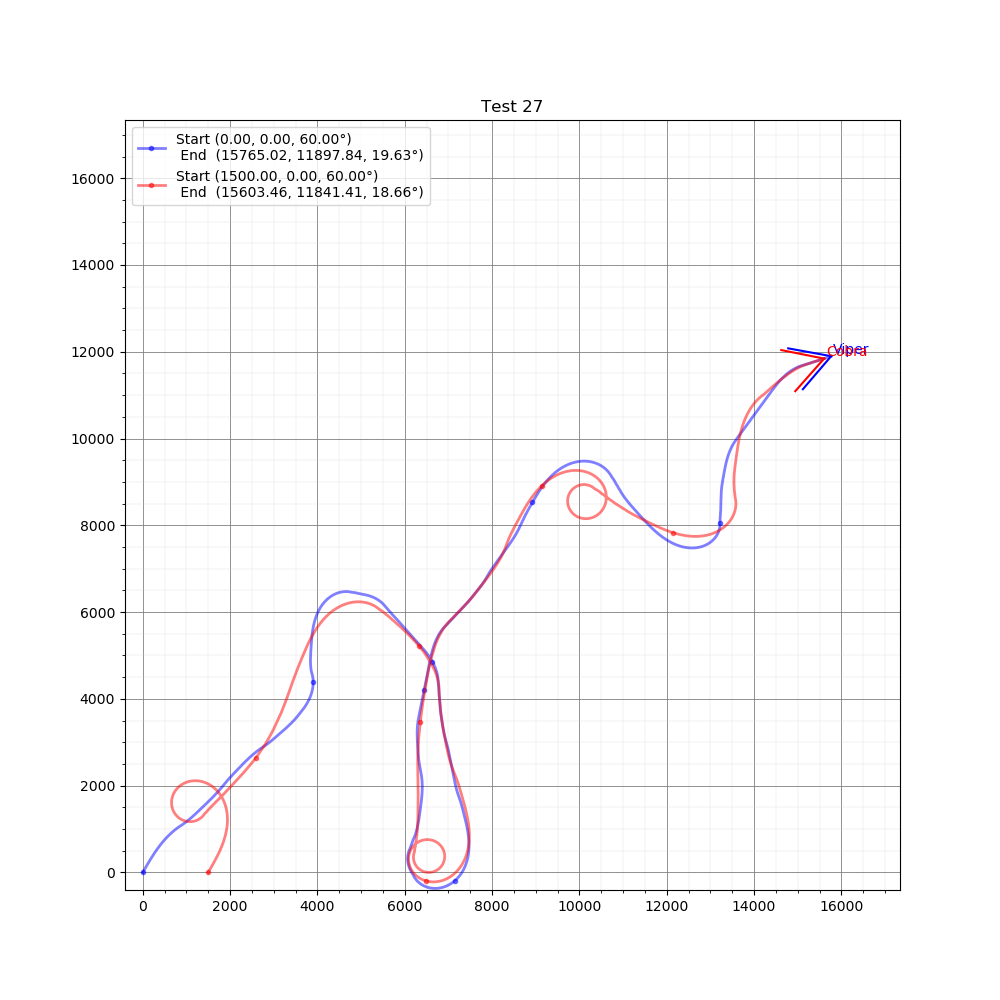 Test 27
Start (0.00, 0.00, 60.00°)
End (15765.02, 11897.84, 19.63°)
Start (1500.00, 0.00, 60.00°)
End (15603.46, 11841.41, 18.66°)
16000
14000
12000
10000
8000
6000
4000
2000
0
Viper
Cobra
0 2000 4000 6000 8000 10000 12000 14000 16000